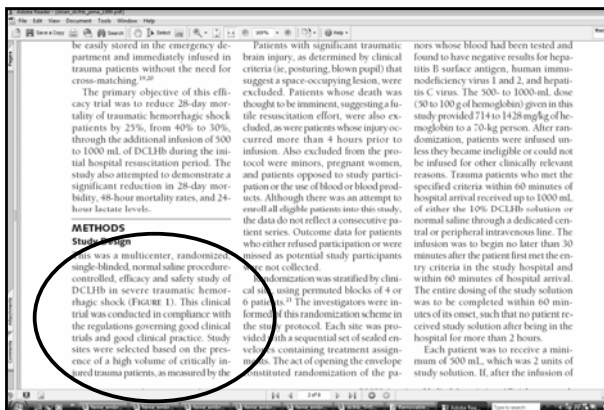 Adobe Reader - [sloan_dclhb_jama_1999.pdf]
File Edit View Document Tools Window Help
Save a Copy Search Select Help
be easily stored in the emergency de-
partment and immediately infused in
trauma patients without the need for
cross-matching.19,20
The primary objective of this effi-
cacy trial was to reduce 28-day mor-
tality of traumatic hemorrhagic shock
patients by 25%, from 40% to 30%,
through the additional infusion of 500
to 1000 mL of DCLHb during the ini-
tial hospital resuscitation period. The
study also attempted to demonstrate a
significant reduction in 28-day mor-
bidity, 48-hour mortality rates, and 24-
hour lactate levels.
METHODS
Study Design
This was a multicenter, randomized,
single-blinded, normal saline procedure-
controlled, efficacy and safety study of
DCLHb in severe traumatic hemor-
rhagic shock (FIGURE 1). This clinical
trial was conducted in compliance with
the regulations governing good clinical
trials and good clinical practice. Study
sites were selected based on the pres-
ence of a high volume of critically in-
jured trauma patients, as measured by the
Patients with significant traumatic
brain injury, as determined by clinical
criteria (ie, posturing, blown pupil) that
suggest a space-occupying lesion, were
excluded. Patients whose death was
thought to be imminent, suggesting a fu-
tile resuscitation effort, were also ex-
cluded, as were patients whose injury oc-
curred more than 4 hours prior to
infusion. Also excluded from the pro-
tocol were minors, pregnant women,
and patients opposed to study partici-
pation or the use of blood or blood prod-
ucts. Although there was an attempt to
enroll all eligible patients into this study,
the data do not reflect a consecutive pa-
tient series. Outcome data for patients
who either refused participation or were
missed as potential study participants
were not collected.
Randomization was stratified by clini-
cal site using permuted blocks of 4 or
6 patients.21 The investigators were in-
formed of this randomization scheme in
the study protocol. Each site was pro-
vided with a sequential set of sealed en-
velopes containing treatment assign-
ments. The act of opening the envelope
constituted randomization of the pa-
nors whose blood had been tested and
found to have negative results for hepa-
titis B surface antigen, human immu-
nodeficiency virus 1 and 2, and hepati-
tis C virus. The 500- to 1000-mL dose
(50 to 100 g of hemoglobin) given in this
study provided 714 to 1428 mg/kg of he-
moglobin to a 70-kg person. After ran-
domization, patients were infused un-
less they became ineligible or could not
be infused for other clinically relevant
reasons. Trauma patients who met the
specified criteria within 60 minutes of
hospital arrival received up to 1000 mL
of either the 10% DCLHb solution or
normal saline through a dedicated cen-
tral or peripheral intravenous line. The
infusion was to begin no later than 30
minutes after the patient first met the en-
try criteria in the study hospital and
within 60 minutes of hospital arrival.
The entire dosing of the study solution
was to be completed within 60 min-
utes of its onset, such that no patient re-
ceived study solution after being in the
hospital for more than 2 hours.
Each patient was to receive a mini-
mum of 500 mL, which was 2 units of
study solution. If, after the infusion of
2 of 6